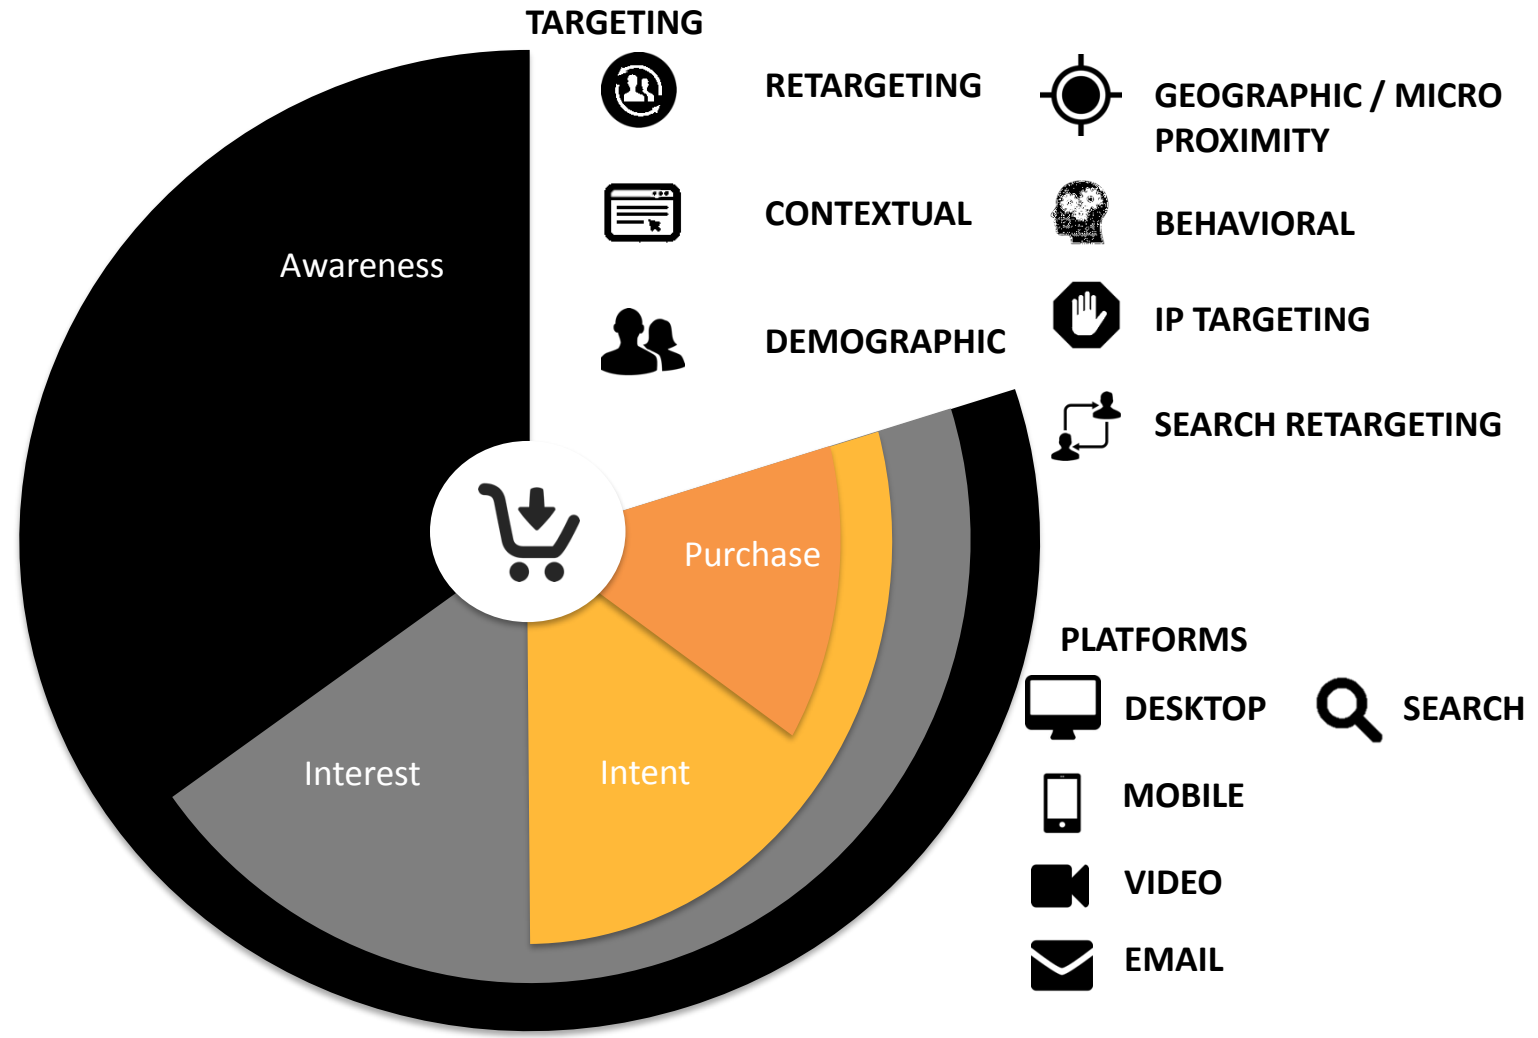 TARGETING
RETARGETING
CONTEXTUAL
DEMOGRAPHIC
GEOGRAPHIC / MICRO
PROXIMITY
BEHAVIORAL
IP TARGETING
SEARCH RETARGETING
Awareness
Purchase
Interest
Intent
PLATFORMS
DESKTOP
SEARCH
MOBILE
VIDEO
EMAIL